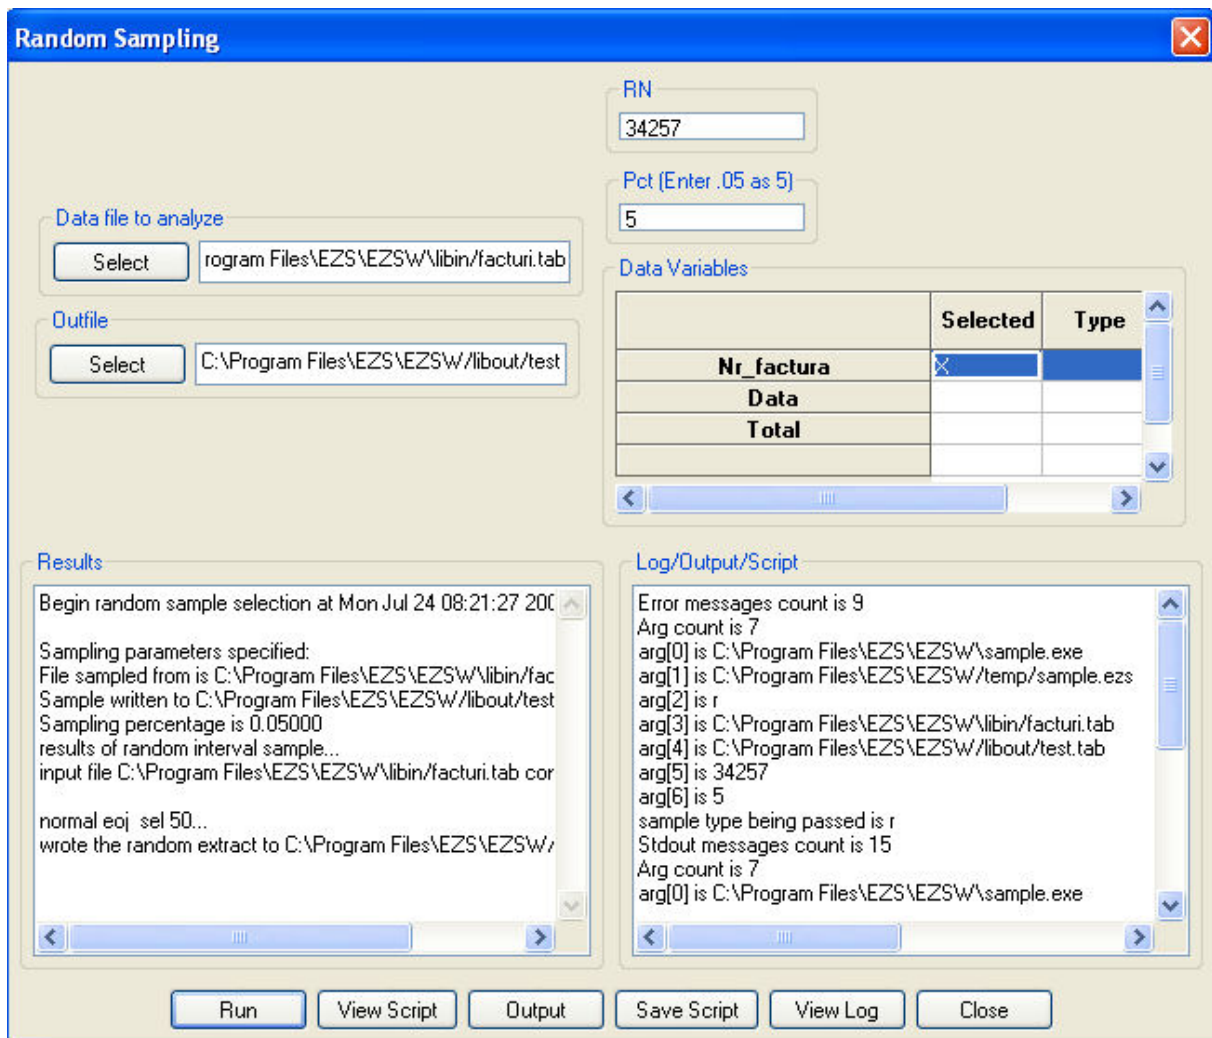 Random Sampling
RN
34257
Pct (Enter .05 as 5)
5
Data file to analyze
Select
rogram Files\EZS\EZSW\libin/facturi.tab
Outfile
Select
C:\Program Files\EZS\EZSW/libout/test
Data Variables
Selected Type
Nr_factura X
Data
Total
Results
Begin random sample selection at Mon Jul 24 08:21:27 200
Sampling parameters specified:
File sampled from is C:\Program Files\EZS\EZSW\libin/fac
Sample written to C:\Program Files\EZS\EZSW/libout/test
Sampling percentage is 0.05000
results of random interval sample...
input file C:\Program Files\EZS\EZSW\libin/facturi.tab cor
normal eoj sel 50...
wrote the random extract to C:\Program Files\EZS\EZSW/
Log/Output/Script
Error messages count is 9
Arg count is 7
arg[0] is C:\Program Files\EZS\EZSW\sample.exe
arg[1] is C:\Program Files\EZS\EZSW/temp/sample.ezs
arg[2] is r
arg[3] is C:\Program Files\EZS\EZSW\libin/facturi.tab
arg[4] is C:\Program Files\EZS\EZSW/libout/test.tab
arg[5] is 34257
arg[6] is 5
sample type being passed is r
Stdout messages count is 15
Arg count is 7
arg[0] is C:\Program Files\EZS\EZSW\sample.exe
Run View Script Output Save Script View Log Close